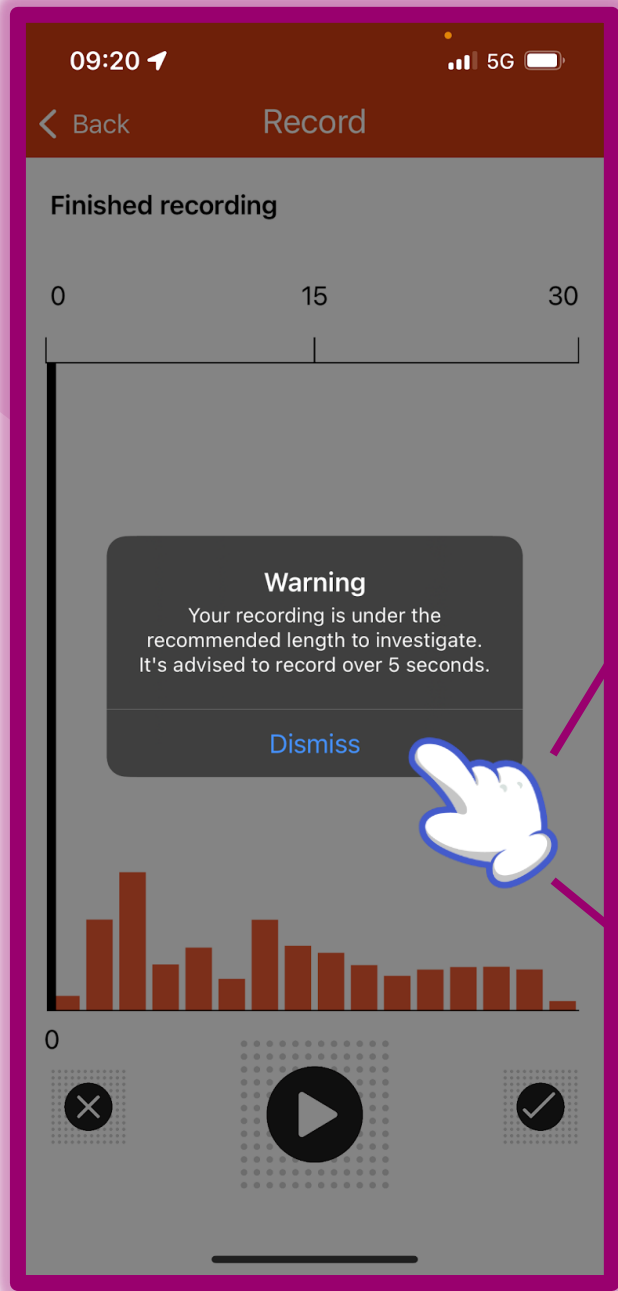 09:20
5G
Back
Record
Finished recording
0
15
30
Warning
Your recording is under the
recommended length to investigate.
It's advised to record over 5 seconds.
Dismiss
0